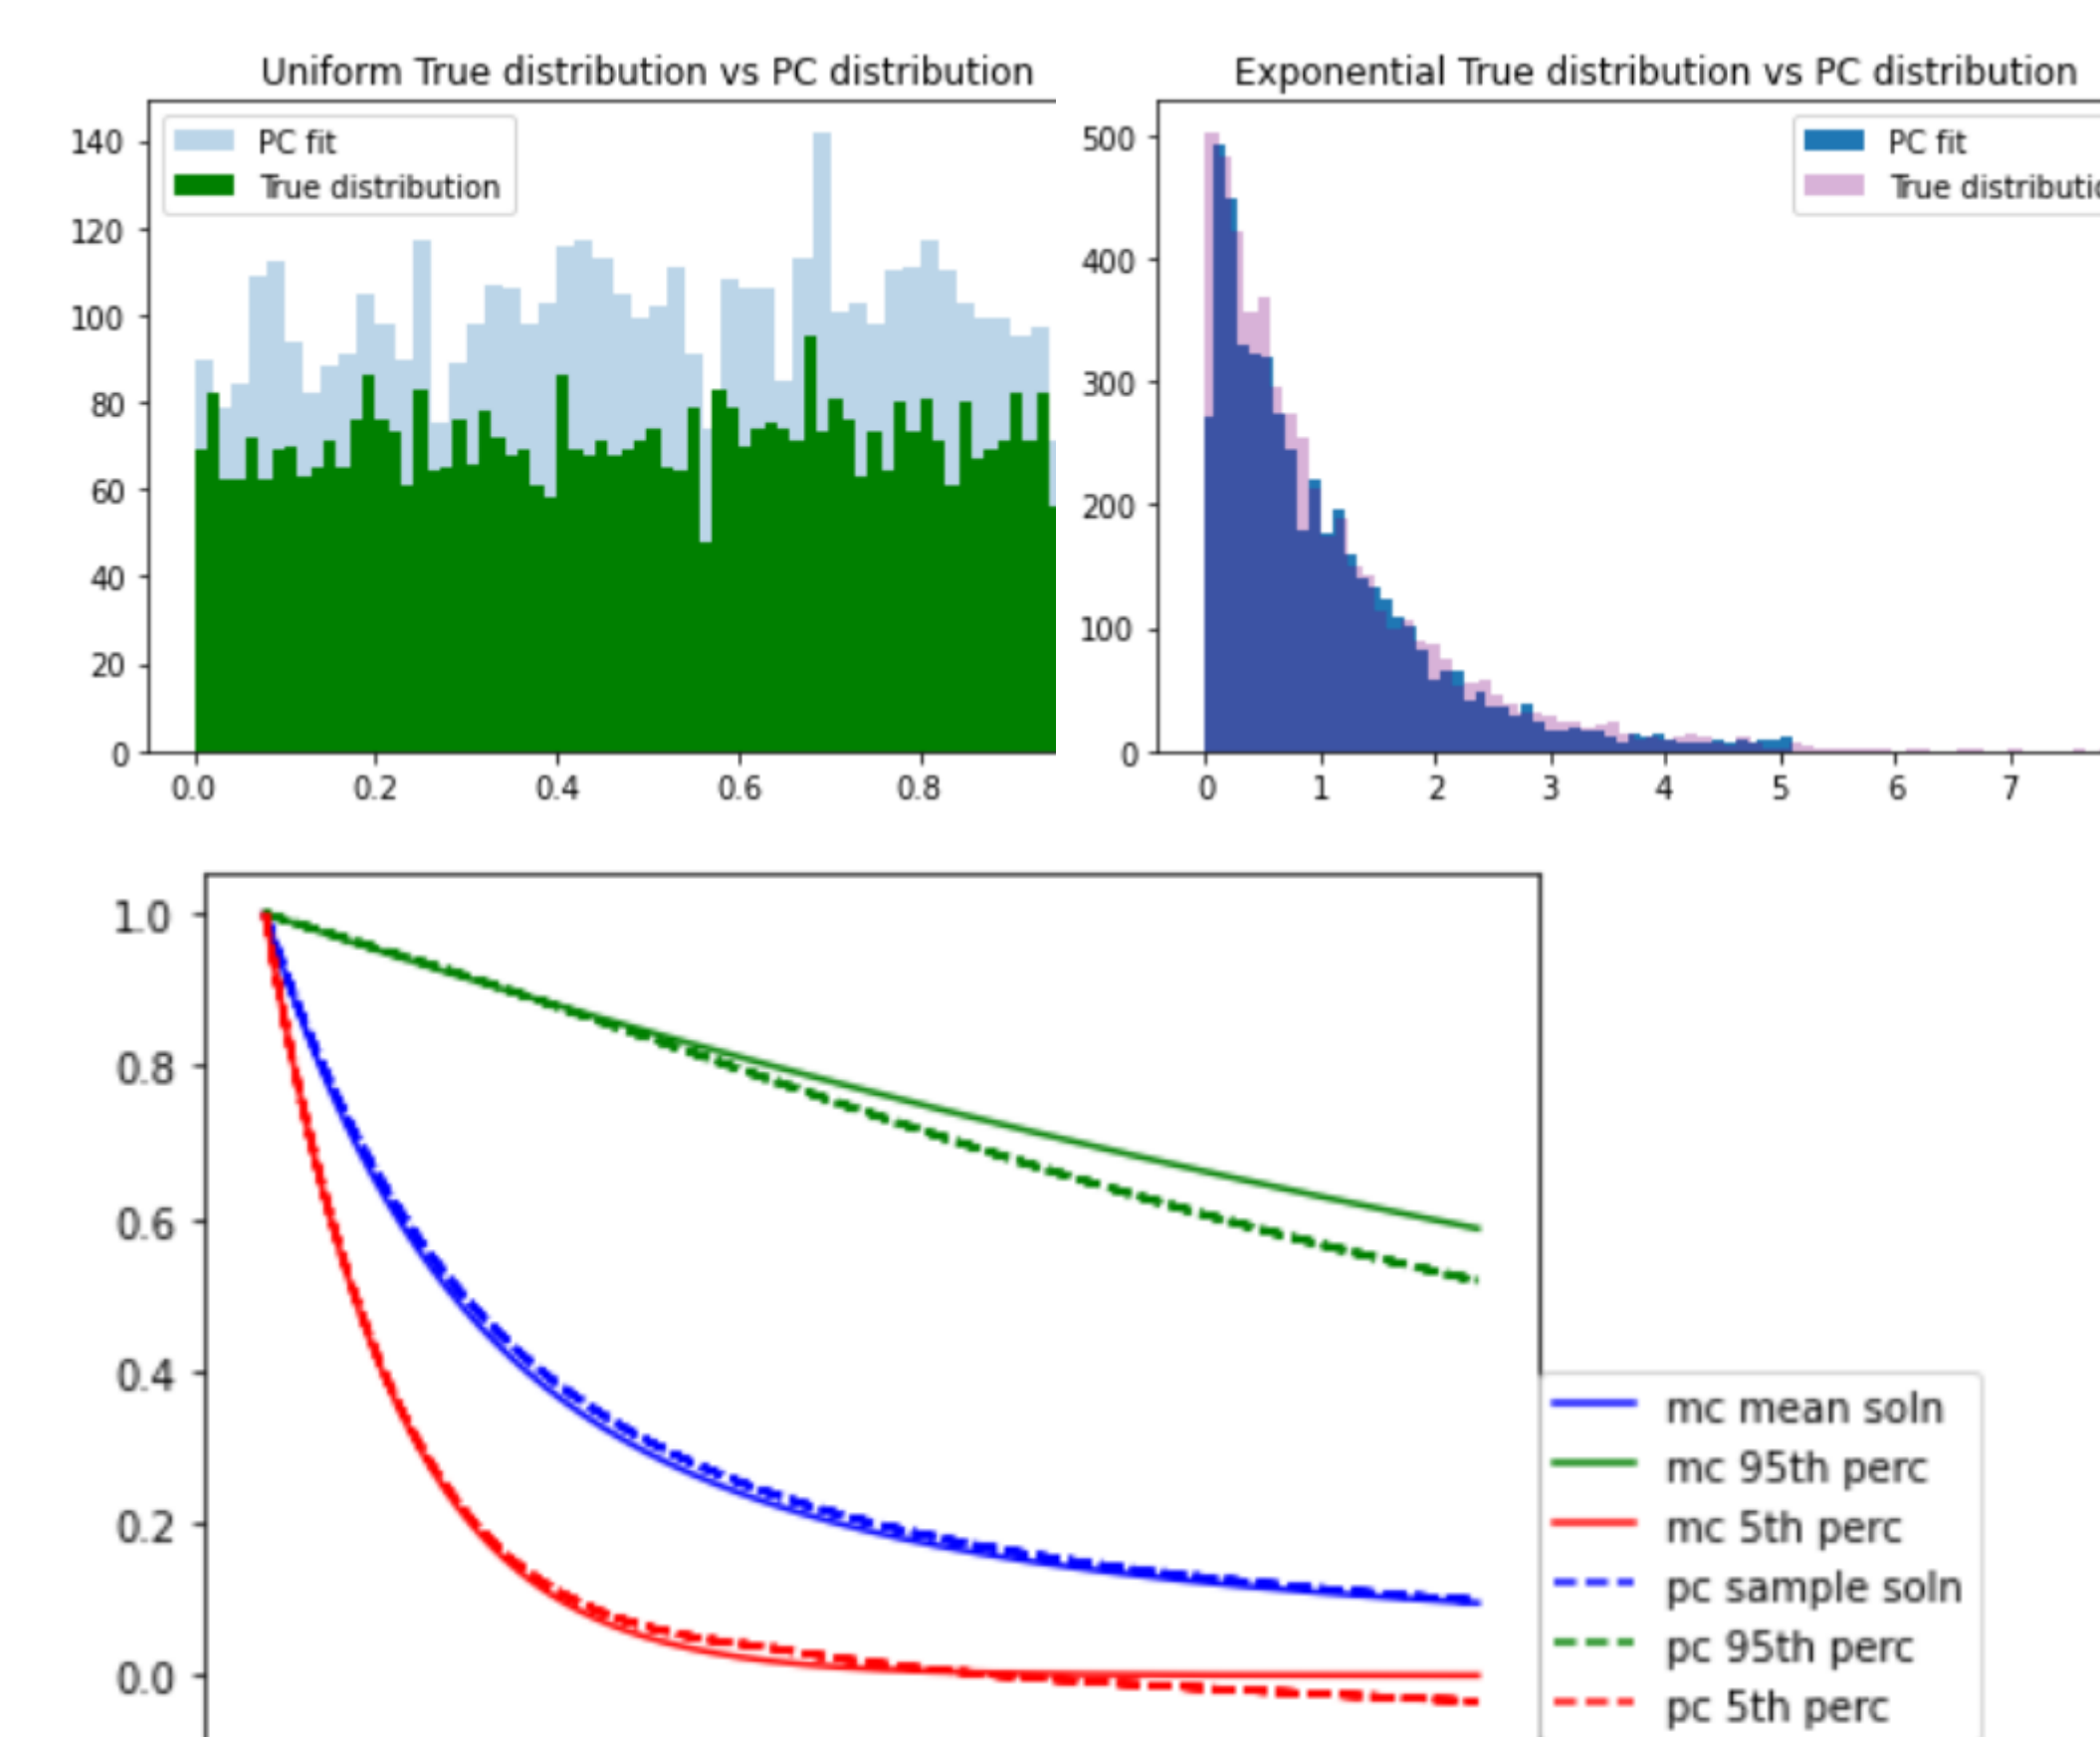 Uniform True distribution vs PC distribution
140
120
100
80
60
40
20
0
PC fit
True distribution
0.0 0.2 0.4 0.6 0.8
Exponential True distribution vs PC distribution
500
400
300
200
100
0
PC fit
True distributio
0 1 2 3 4 5 6 7
1.0
0.8
0.6
0.4
0.2
0.0
mc mean soln
mc 95th perc
mc 5th perc
pc sample soln
pc 95th perc
pc 5th perc